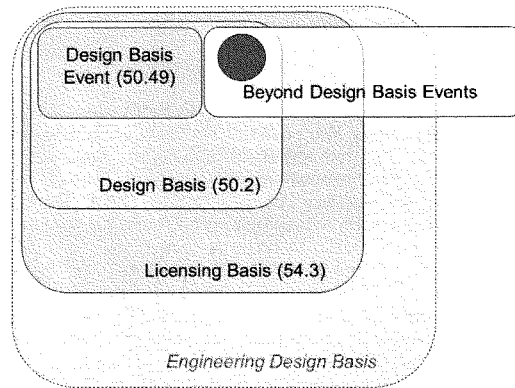 Design Basis
Event (50.49)
Beyond Design Basis Events
Design Basis (50.2)
Licensing Basis (54.3)
Engineering Design Basis